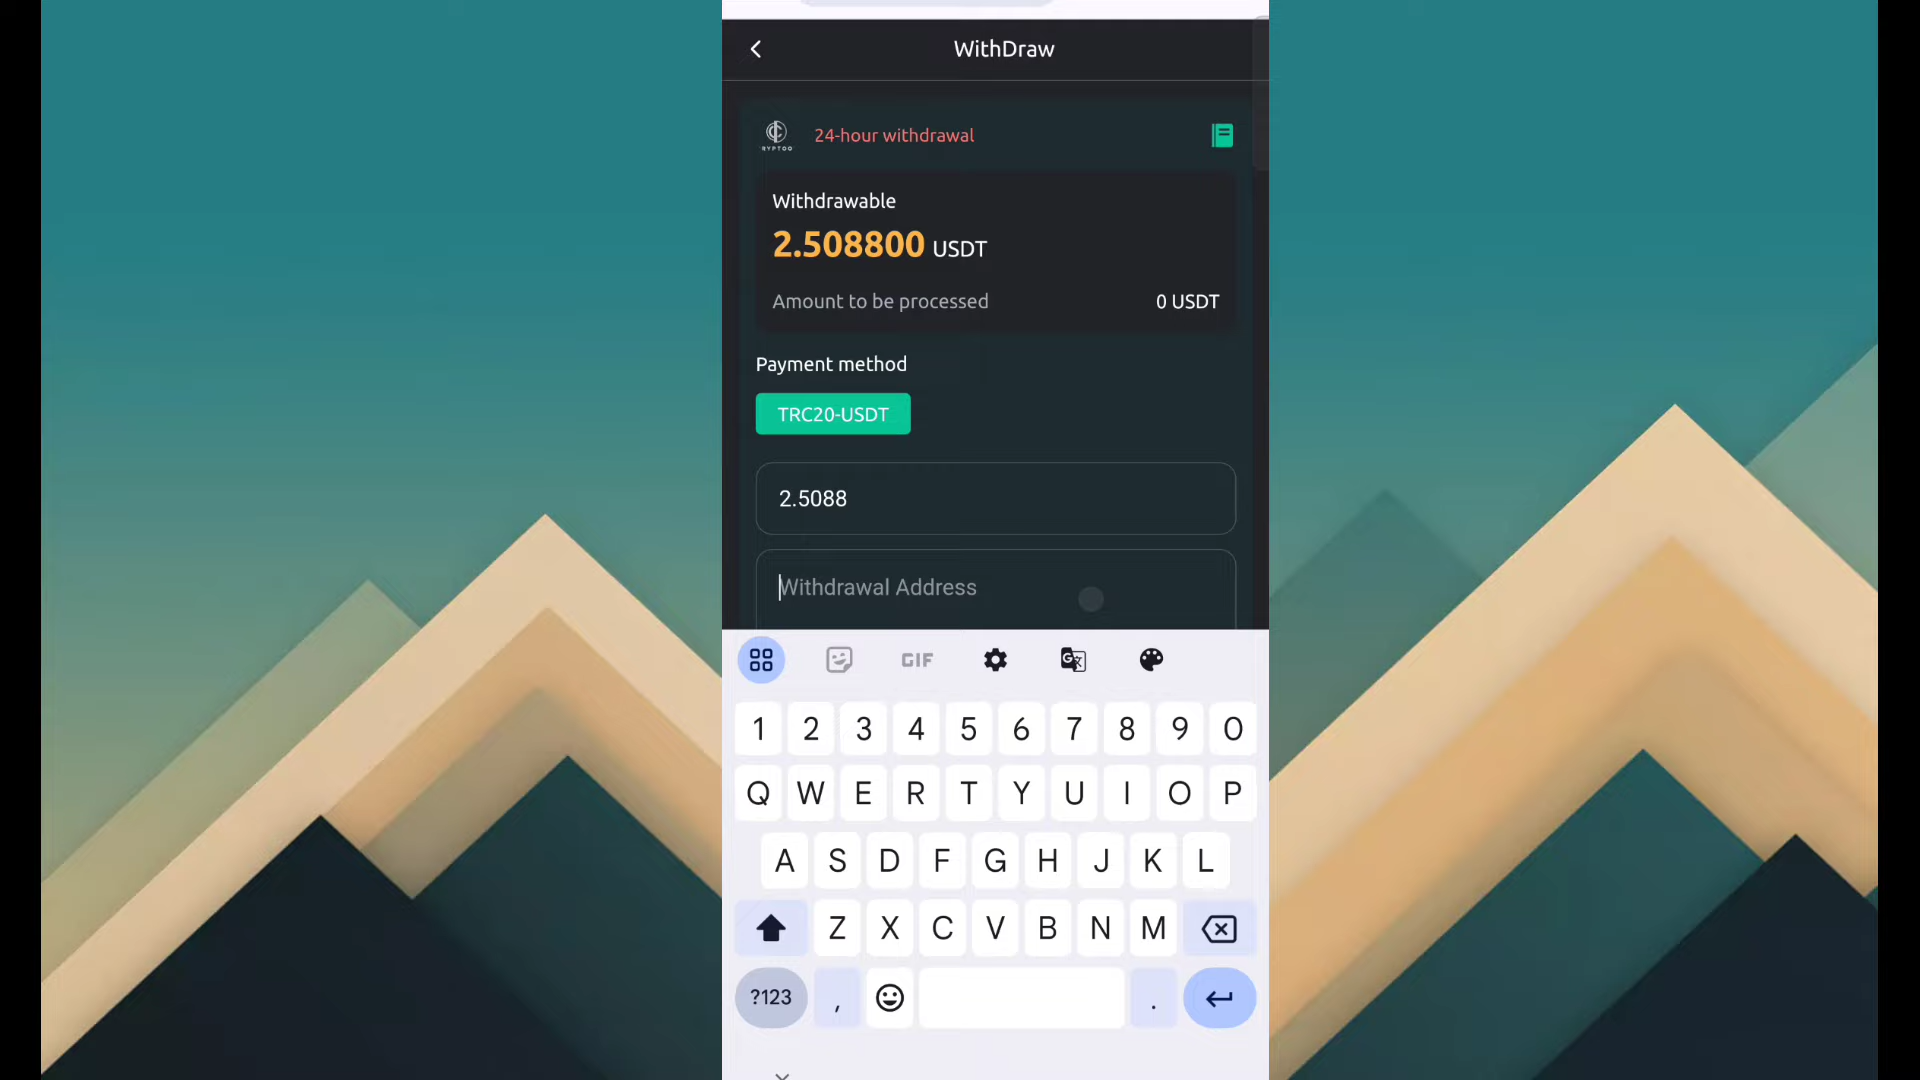 WithDraw
RYPTOO
24-hour withdrawal
Withdrawable
2.508800 USDT
Amount to be processed 0 USDT
Payment method
TRC20-USDT
2.5088
Withdrawal Address
GIF
1 2 3 4 5 6 7 8 9 0
Q W E R T Y U I O P
A S D F G H J K L
Z X C V B N M
?123 , .